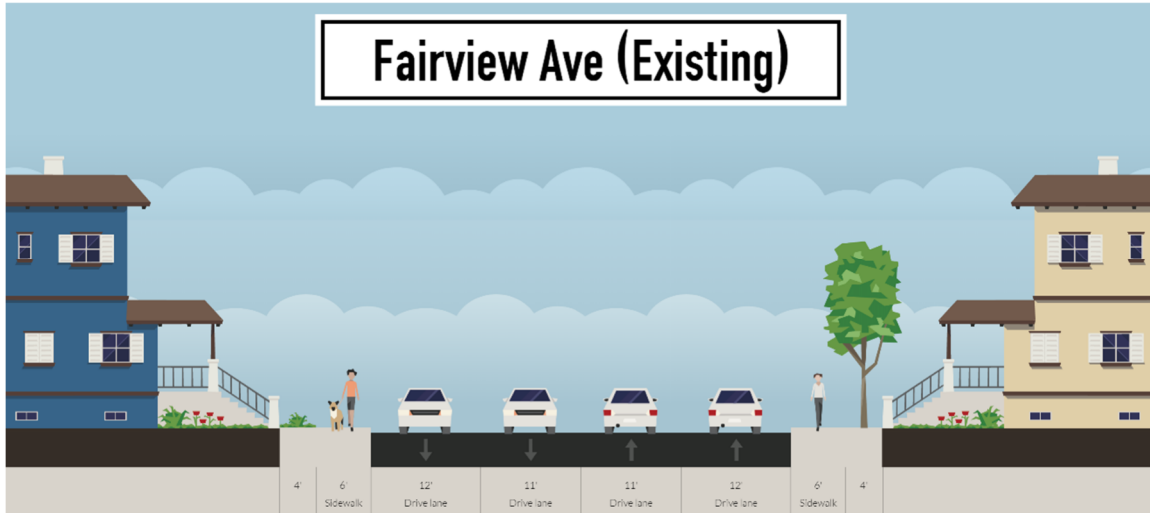 Fairview Ave (Existing)
4' 6' 12' 11' 11' 12' 6' 4'
Sidewalk Drive lane Drive lane Drive lane Drive lane Sidewalk